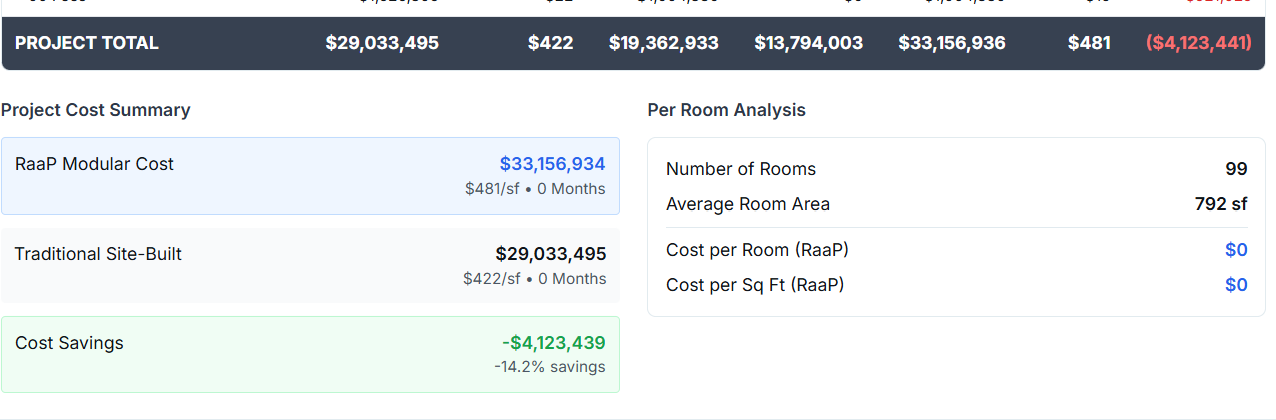 PROJECT TOTAL $29,033,495 $422 $19,362,933 $13,794,003 $33,156,936 $481 ($4,123,441)
Project Cost Summary
RaaP Modular Cost $33,156,934
$481/sf • 0 Months
Traditional Site-Built $29,033,495
$422/sf • 0 Months
Cost Savings -$4,123,439
-14.2% savings
Per Room Analysis
Number of Rooms 99
Average Room Area 792 sf
Cost per Room (RaaP) $0
Cost per Sq Ft (RaaP) $0